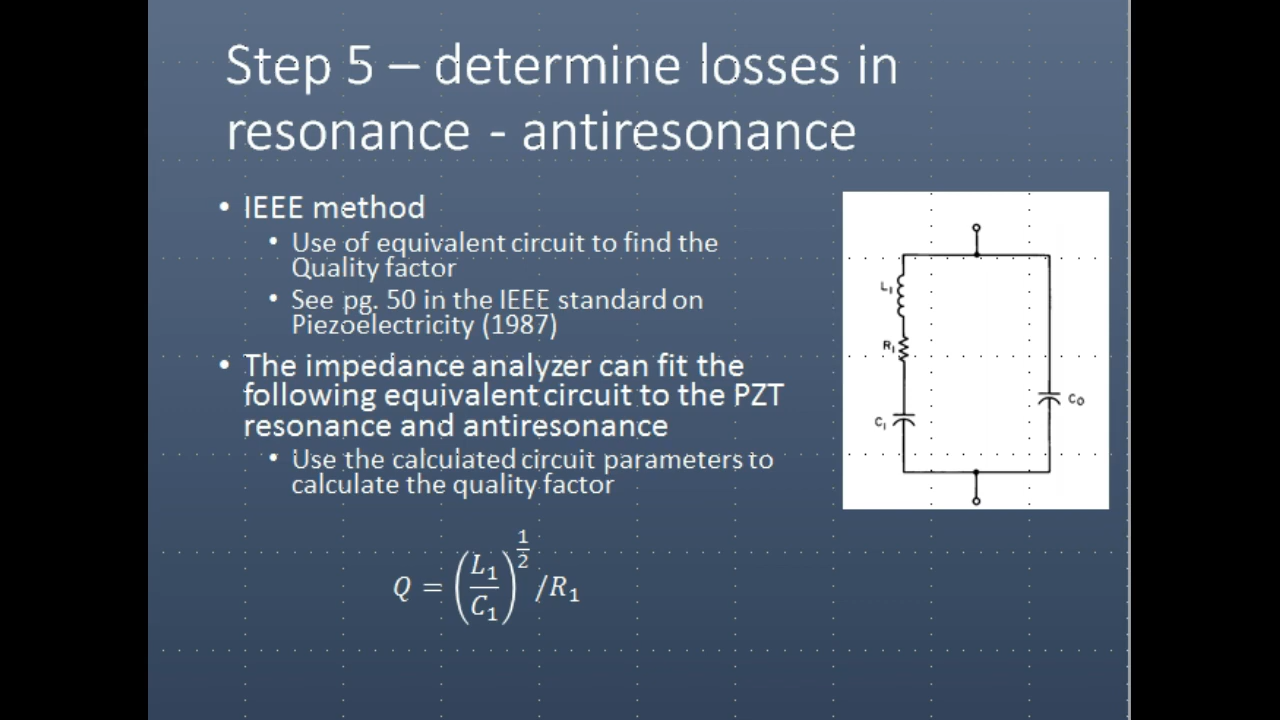 Step 5 – determine losses in
resonance - antiresonance
• IEEE method
• Use of equivalent circuit to find the
Quality factor
• See pg. 50 in the IEEE standard on
Piezoelectricity (1987)
• The impedance analyzer can fit the
following equivalent circuit to the PZT
resonance and antiresonance
• Use the calculated circuit parameters to
calculate the quality factor
Q = (L₁/C₁)^(1/2) /R₁
L₁
R₁
C₁
C₀